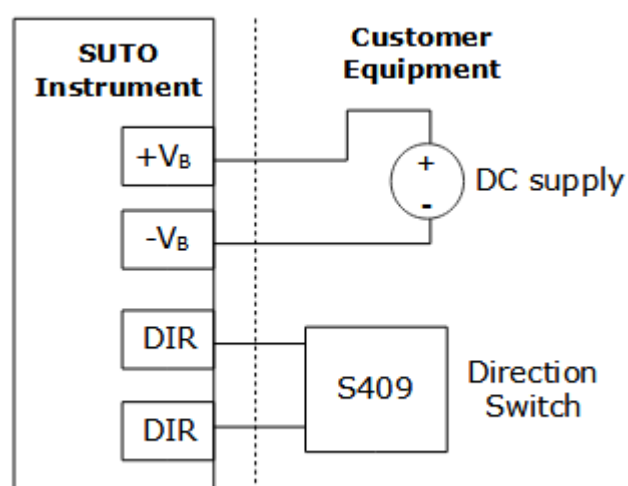 SUTO
Instrument
Customer
Equipment
+VB
+
DC supply
-
-VB
DIR
S409
Direction
Switch
DIR